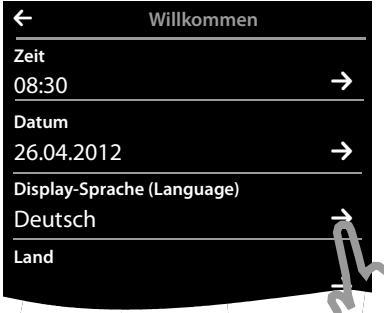 Willkommen
Zeit
08:30
Datum
26.04.2012
Display-Sprache (Language)
Deutsch
Land